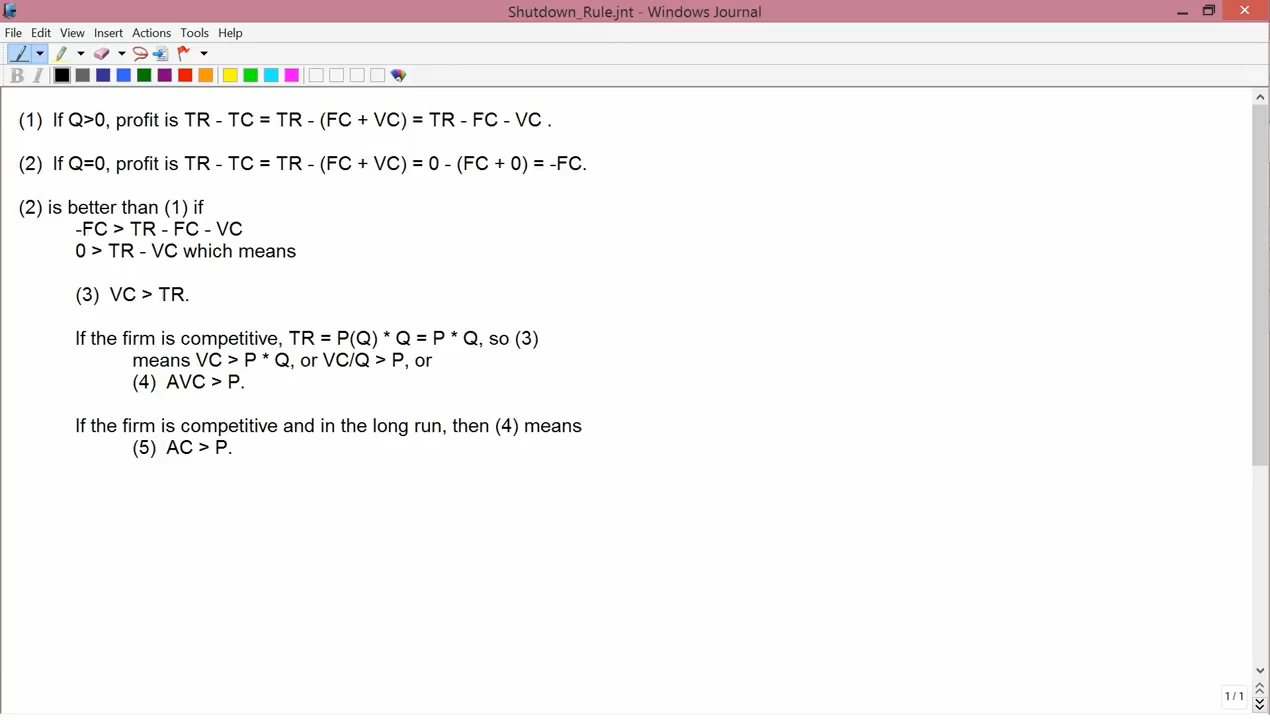 Shutdown_Rule.jnt - Windows Journal
File Edit View Insert Actions Tools Help
B I
(1) If Q>0, profit is TR - TC = TR - (FC + VC) = TR - FC - VC .
(2) If Q=0, profit is TR - TC = TR - (FC + VC) = 0 - (FC + 0) = -FC.
(2) is better than (1) if
-FC > TR - FC - VC
0 > TR - VC which means
(3) VC > TR.
If the firm is competitive, TR = P(Q) * Q = P * Q, so (3)
means VC > P * Q, or VC/Q > P, or
(4) AVC > P.
If the firm is competitive and in the long run, then (4) means
(5) AC > P.
1 / 1